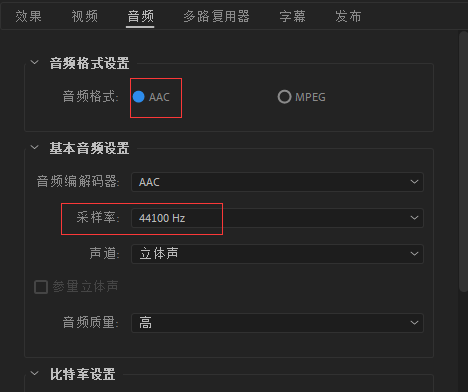 效果 视频 音频 多路复用器 字幕 发布
音频格式设置
音频格式: AAC MPEG
基本音频设置
音频编解码器: AAC
采样率: 44100 Hz
声道: 立体声
参量立体声
音频质量: 高
比特率设置